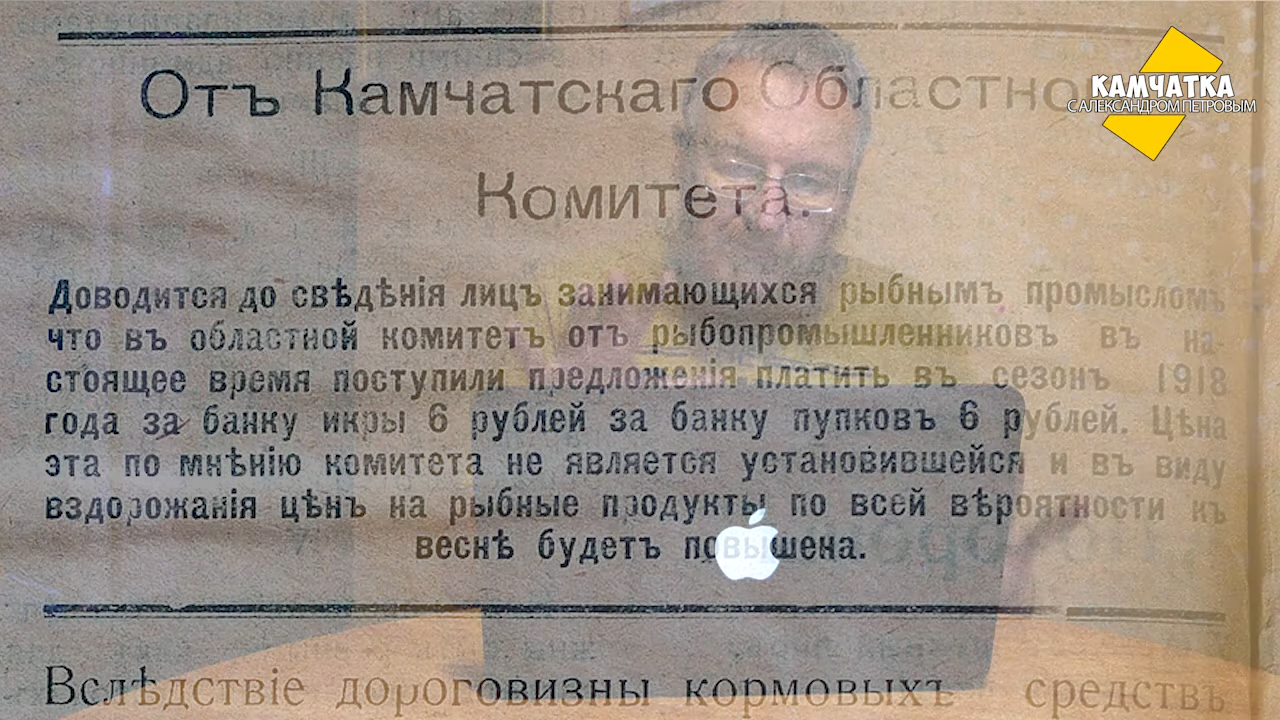 КАМЧАТКА
С АЛЕКСАНДРОМ ПЕТРОВЫМ
Отъ Камчатскаго Областно
Комитета.
Доводится до свѣдѣнія лицъ занимающихся рыбнымъ промысломъ
что въ областной комитетъ отъ рыбопромышленниковъ въ на-
стоящее время поступили предложенія платить въ сезонъ 1918
года за банку икры 6 рублей за банку пупковъ 6 рублей. Цѣна
эта по мнѣнію комитета не является установившейся и въ виду
вздорожанія цѣнъ на рыбные продукты по всей вѣроятности къ
веснѣ будетъ повышена.
Вслѣдствіе дороговизны кормовыхъ средствъ